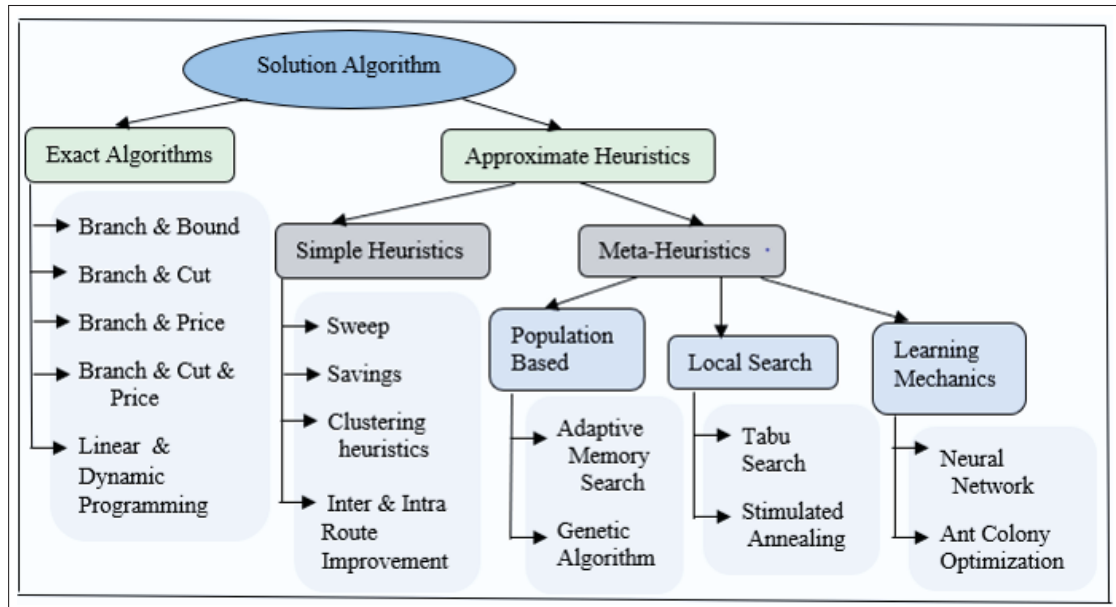 Solution Algorithm
Exact Algorithms
Approximate Heuristics
Branch & Bound
Branch & Cut
Branch & Price
Branch & Cut &
Price
Linear &
Dynamic
Programming
Simple Heuristics
Sweep
Savings
Clustering
heuristics
Inter & Intra
Route
Improvement
Meta-Heuristics
Population
Based
Adaptive
Memory
Search
Genetic
Algorithm
Local Search
Tabu
Search
Stimulated
Annealing
Learning
Mechanics
Neural
Network
Ant Colony
Optimization